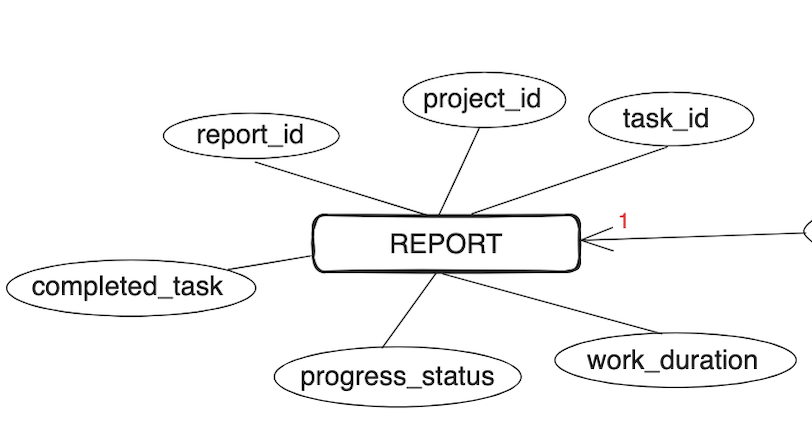 project_id
task_id
report_id
1
REPORT
completed_task
work_duration
progress_status